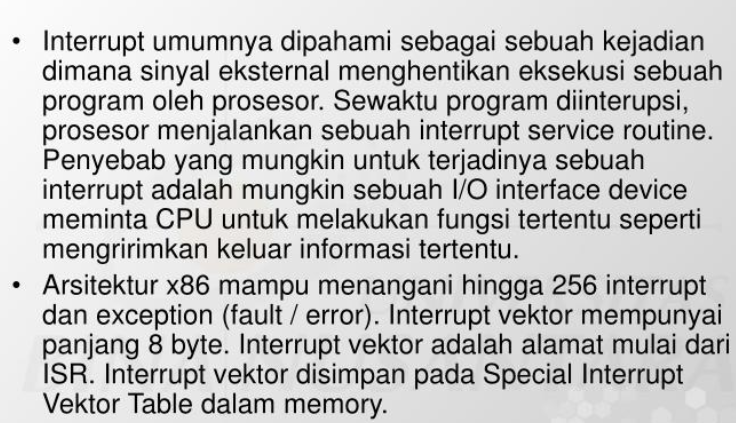 • Interrupt umumnya dipahami sebagai sebuah kejadian
dimana sinyal eksternal menghentikan eksekusi sebuah
program oleh prosesor. Sewaktu program diinterupsi,
prosesor menjalankan sebuah interrupt service routine.
Penyebab yang mungkin untuk terjadinya sebuah
interrupt adalah mungkin sebuah I/O interface device
meminta CPU untuk melakukan fungsi tertentu seperti
mengririmkan keluar informasi tertentu.
• Arsitektur x86 mampu menangani hingga 256 interrupt
dan exception (fault / error). Interrupt vektor mempunyai
panjang 8 byte. Interrupt vektor adalah alamat mulai dari
ISR. Interrupt vektor disimpan pada Special Interrupt
Vektor Table dalam memory.